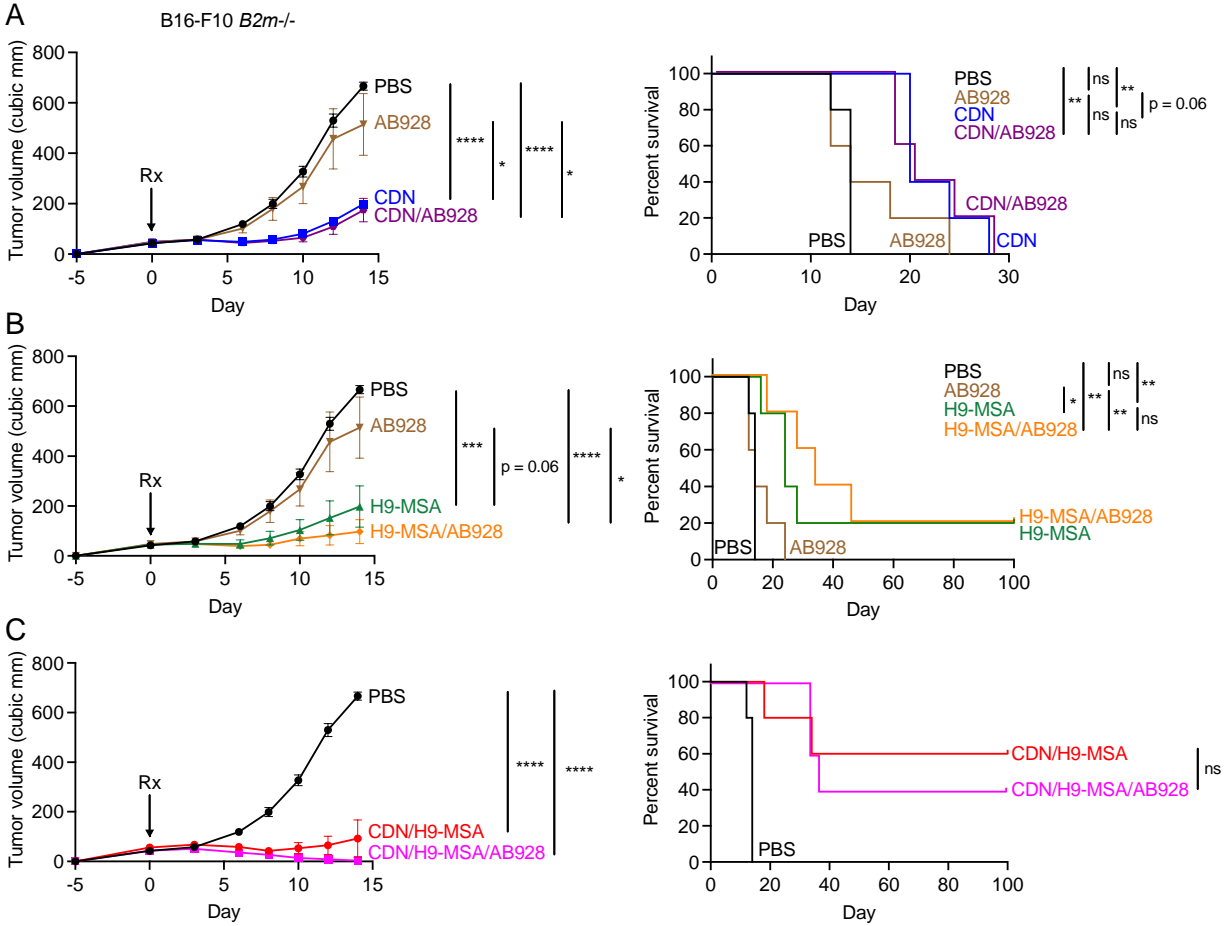 A
B16-F10 B2m-/-
Tumor volume (cubic mm)
800
600
400
200
0
-5
0
5
10
15
Day
Rx
PBS
AB928
CDN
CDN/AB928
****
*
****
*
Percent survival
100
80
60
40
20
0
0
10
20
30
Day
PBS
AB928
CDN
CDN/AB928
**
ns
ns
**
ns
p = 0.06
CDN/AB928
PBS
AB928
CDN
B
Tumor volume (cubic mm)
800
600
400
200
0
-5
0
5
10
15
Day
Rx
PBS
AB928
H9-MSA
H9-MSA/AB928
***
p = 0.06
****
*
Percent survival
100
80
60
40
20
0
0
20
40
60
80
100
Day
PBS
AB928
H9-MSA
H9-MSA/AB928
*
**
ns
**
**
ns
H9-MSA/AB928
H9-MSA
PBS
AB928
C
Tumor volume (cubic mm)
800
600
400
200
0
-5
0
5
10
15
Day
Rx
PBS
CDN/H9-MSA
CDN/H9-MSA/AB928
****
****
Percent survival
100
80
60
40
20
0
0
20
40
60
80
100
Day
CDN/H9-MSA
CDN/H9-MSA/AB928
ns
PBS